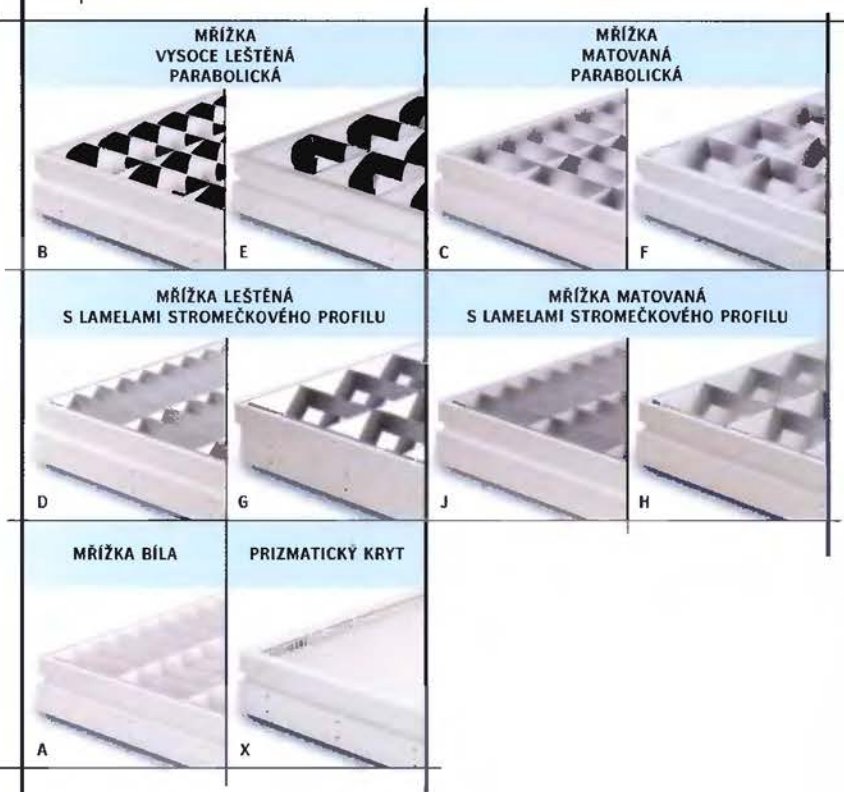 MŘÍŽKA
VYSOCE LEŠTĚNÁ
PARABOLICKÁ
MŘÍŽKA
MATOVANÁ
PARABOLICKÁ
B
E
C
F
MŘÍŽKA LEŠTĚNÁ
S LAMELAMI STROMEČKOVÉHO PROFILU
MŘÍŽKA MATOVANÁ
S LAMELAMI STROMEČKOVÉHO PROFILU
D
G
J
H
MŘÍŽKA BÍLA
PRIZMATICKÝ KRYT
A
X